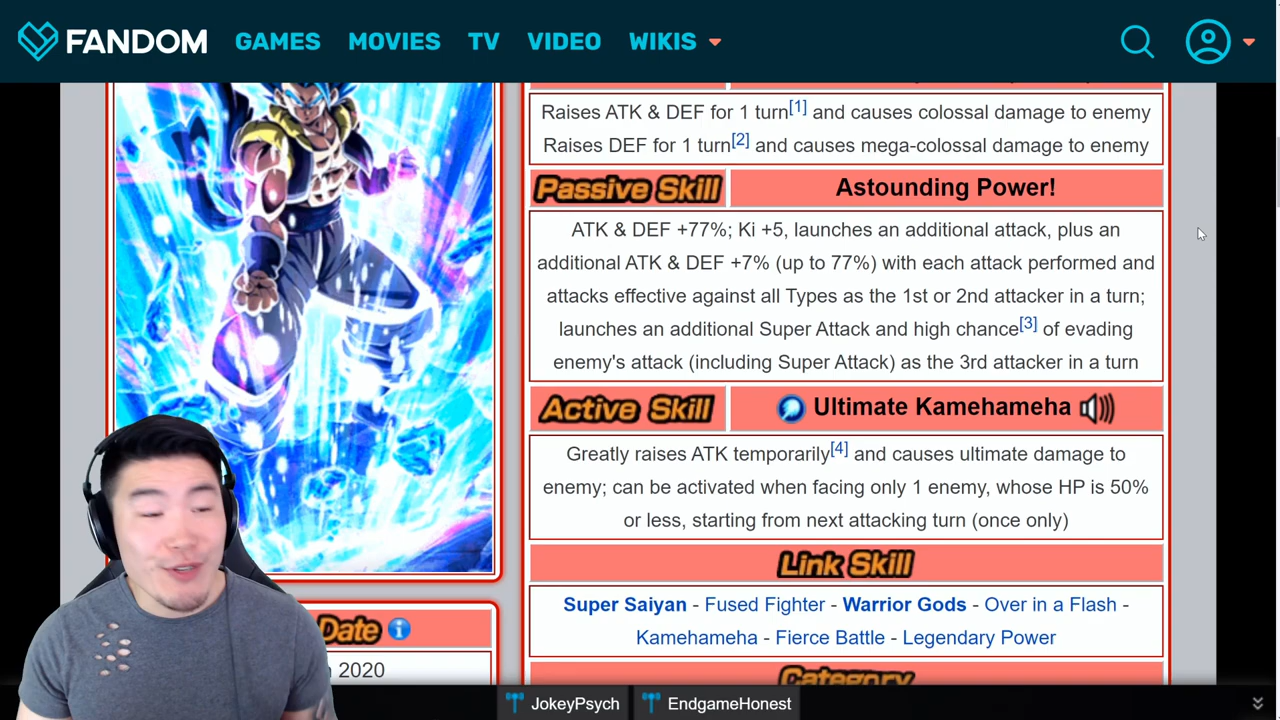 FANDOM GAMES MOVIES TV VIDEO WIKIS
Raises ATK & DEF for 1 turn[1] and causes colossal damage to enemy
Raises DEF for 1 turn[2] and causes mega-colossal damage to enemy
Passive Skill Astounding Power!
ATK & DEF +77%; Ki +5, launches an additional attack, plus an
additional ATK & DEF +7% (up to 77%) with each attack performed and
attacks effective against all Types as the 1st or 2nd attacker in a turn;
launches an additional Super Attack and high chance[3] of evading
enemy's attack (including Super Attack) as the 3rd attacker in a turn
Active Skill Ultimate Kamehameha
Greatly raises ATK temporarily[4] and causes ultimate damage to
enemy; can be activated when facing only 1 enemy, whose HP is 50%
or less, starting from next attacking turn (once only)
Link Skill
Super Saiyan - Fused Fighter - Warrior Gods - Over in a Flash -
Kamehameha - Fierce Battle - Legendary Power
Date
2020
Category
JokeyPsych EndgameHonest